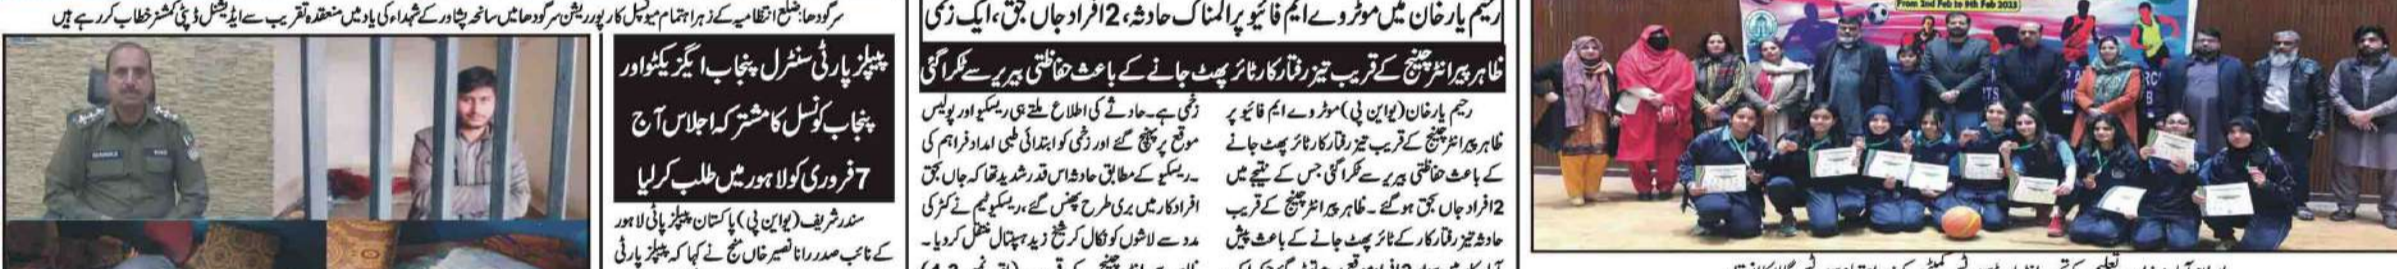 From 2nd Feb to 9th Feb 2023
رحیم یار خان میں موٹروے ایم فائیو پر المناک حادثہ، 2 افراد جاں بحق، ایک زخمی
ظاہر پیر انٹرچینج کے قریب تیز رفتار کار ٹائر پھٹ جانے کے باعث حفاظتی بیریر سے ٹکرا گئی
رحیم یار خان (یو این پی) موٹروے ایم فائیو پر
ظاہر پیر انٹرچینج کے قریب تیز رفتار کار ٹائر پھٹ جانے
کے باعث حفاظتی بیریر سے ٹکرا گئی جس کے نتیجے میں
2 افراد جاں بحق ہو گئے ۔ ظاہر پیر انٹرچینج کے قریب
حادثہ تیز رفتار کار کے ٹائر پھٹ جانے کے باعث پیش
زخمی ہے۔ حادثے کی اطلاع ملتے ہی ریسکیو اور پولیس
موقع پر پہنچ گئے اور زخمی کو ابتدائی طبی امداد فراہم کی
۔ریسکیو کے مطابق حادثہ اس قدر شدید تھا کہ جاں بحق
افراد کار میں بری طرح پھنس گئے، ریسکیو ٹیم نے کٹر کی
مدد سے لاشوں کو نکال کر شیخ زید ہسپتال منتقل کر دیا ۔
سرگودھا: ضلع انتظامیہ کے زیر اہتمام میونسپل کارپوریشن سرگودھا میں سانحہ پشاور کے شہداء کی یاد میں منعقدہ تقریب سے ایڈیشنل ڈپٹی کمشنر خطاب کر رہے ہیں
پیپلز پارٹی سنٹرل پنجاب ایگزیکٹو اور
پنجاب کونسل کا مشترکہ اجلاس آج
7 فروری کو لاہور میں طلب کر لیا
سندر شریف (یو این پی) پاکستان پیپلز پارٹی لاہور
کے نائب صدر رانا نصیر خاں منج نے کہا کہ پیپلز پارٹی